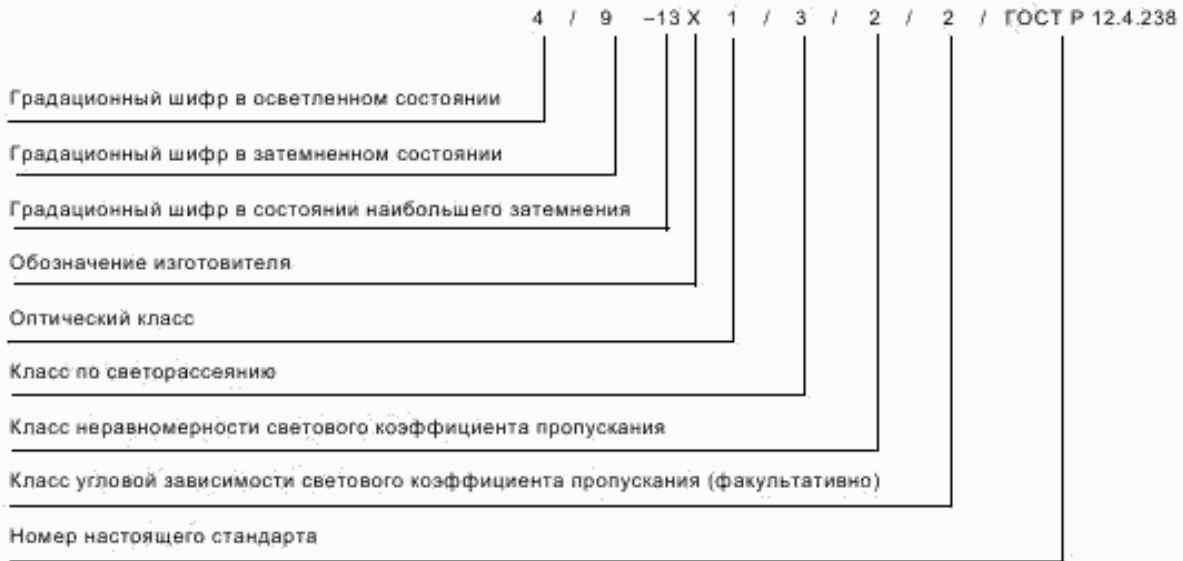 4 / 9 –13 X 1 / 3 / 2 / 2 / ГОСТ Р 12.4.238
Градационный шифр в осветленном состоянии
Градационный шифр в затемненном состоянии
Градационный шифр в состоянии наибольшего затемнения
Обозначение изготовителя
Оптический класс
Класс по светорассеянию
Класс неравномерности светового коэффициента пропускания
Класс угловой зависимости светового коэффициента пропускания (факультативно)
Номер настоящего стандарта